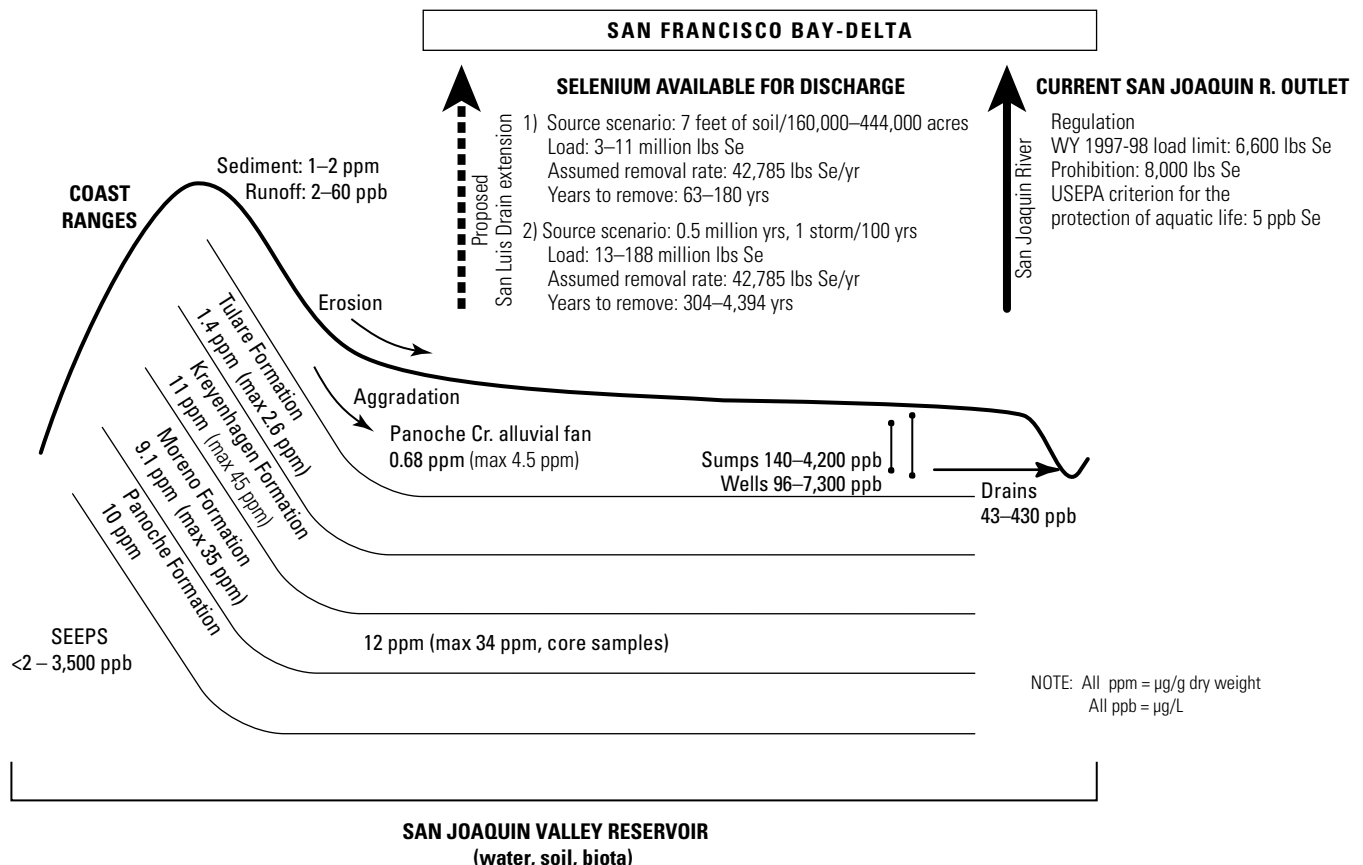 SAN FRANCISCO BAY-DELTA
SELENIUM AVAILABLE FOR DISCHARGE
1) Source scenario: 7 feet of soil/160,000–444,000 acres
Load: 3–11 million lbs Se
Assumed removal rate: 42,785 lbs Se/yr
Years to remove: 63–180 yrs
2) Source scenario: 0.5 million yrs, 1 storm/100 yrs
Load: 13–188 million lbs Se
Assumed removal rate: 42,785 lbs Se/yr
Years to remove: 304–4,394 yrs
Proposed
San Luis Drain extension
CURRENT SAN JOAQUIN R. OUTLET
Regulation
WY 1997-98 load limit: 6,600 lbs Se
Prohibition: 8,000 lbs Se
USEPA criterion for the
protection of aquatic life: 5 ppb Se
San Joaquin River
Sediment: 1–2 ppm
Runoff: 2–60 ppb
COAST
RANGES
Erosion
Aggradation
Panoche Cr. alluvial fan
0.68 ppm (max 4.5 ppm)
Sumps 140–4,200 ppb
Wells 96–7,300 ppb
Drains
43–430 ppb
Tulare Formation
1.4 ppm (max 2.6 ppm)
Kreyenhagen Formation
11 ppm (max 45 ppm)
Moreno Formation
9.1 ppm (max 35 ppm)
Panoche Formation
10 ppm
SEEPS
<2 – 3,500 ppb
12 ppm (max 34 ppm, core samples)
NOTE: All ppm = µg/g dry weight
All ppb = µg/L
SAN JOAQUIN VALLEY RESERVOIR
(water, soil, biota)